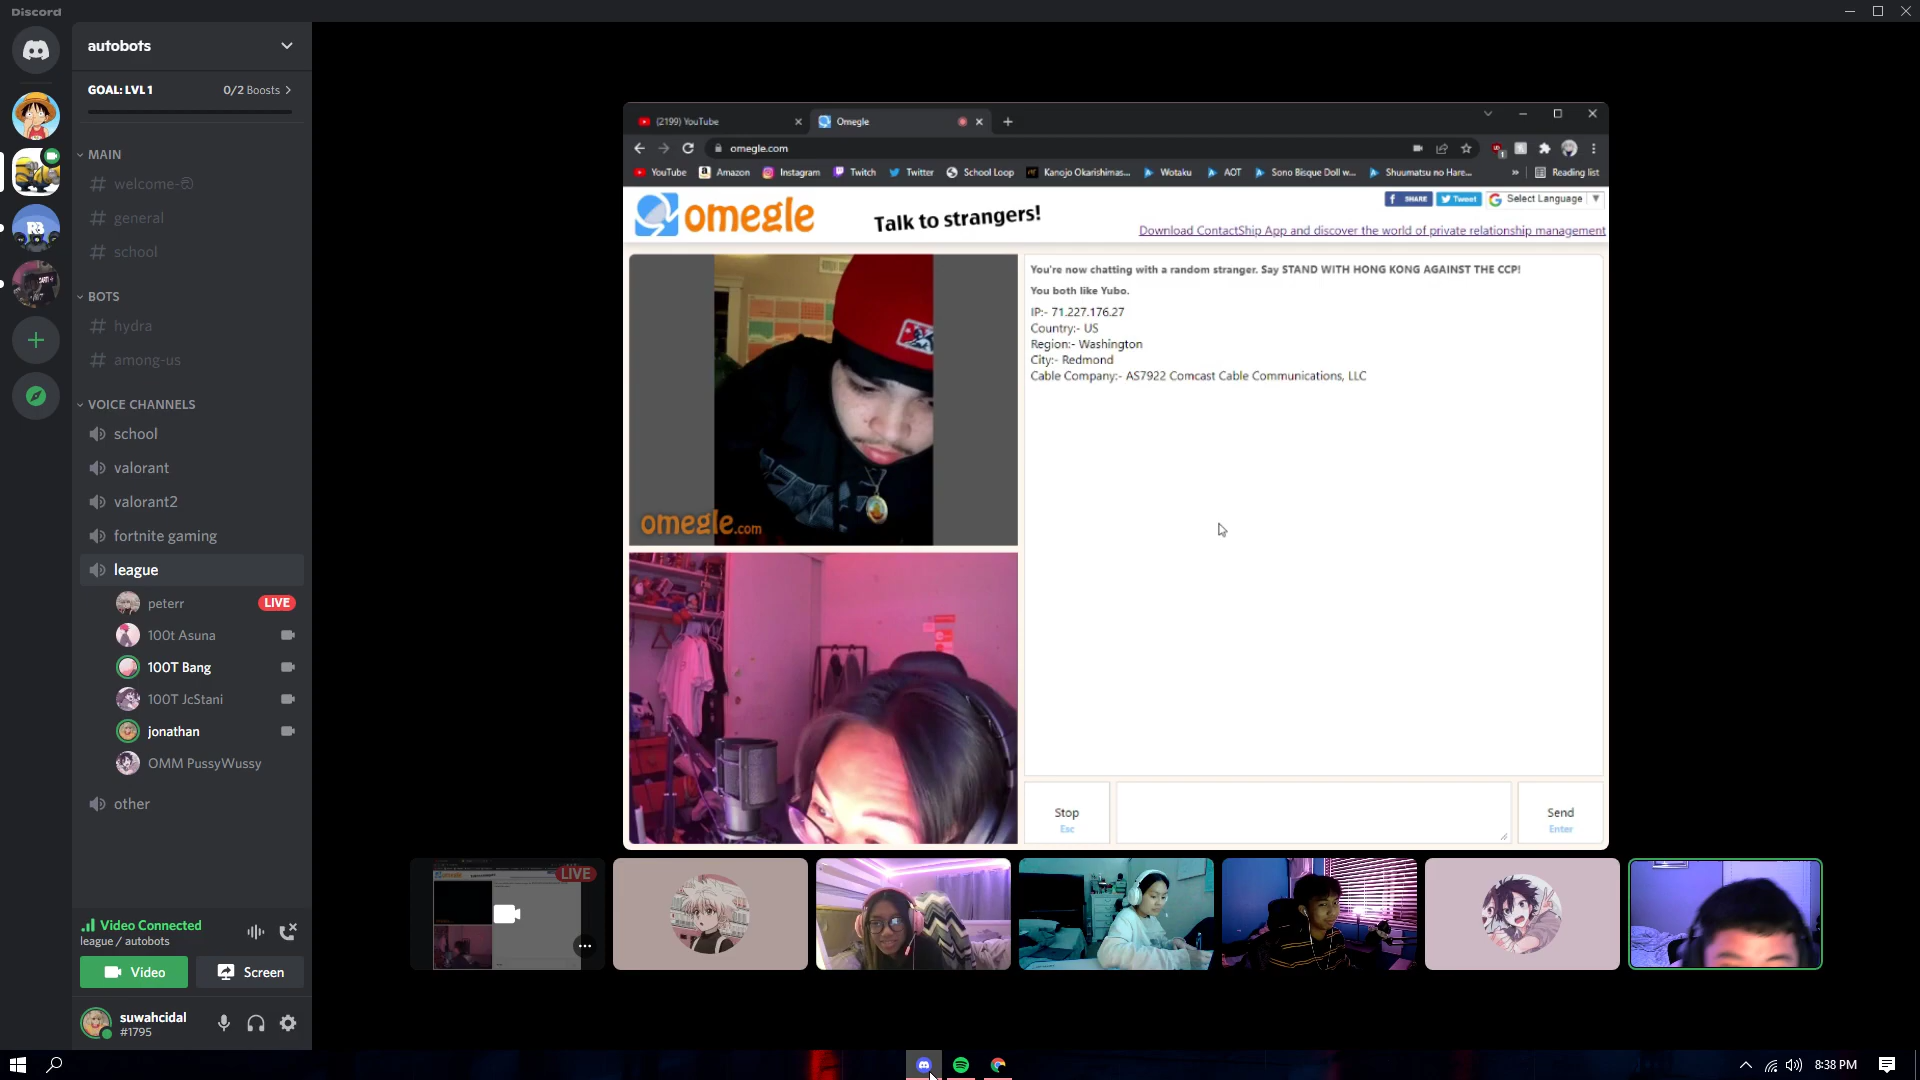 Discord
autobots
GOAL: LVL 1
0/2 Boosts
MAIN
general
school
BOTS
hydra
among-us
VOICE CHANNELS
school
valorant
valorant2
fortnite gaming
league
peterr
LIVE
100t Asuna
100T Bang
100T JcStani
jonathan
OMM PussyWussy
other
Video Connected
league / autobots
Video
Screen
suwahcidal
#1795
(2199) YouTube
Omegle
omegle.com
YouTube
Amazon
Instagram
Twitch
Twitter
School Loop
Kanojo Okarishimas...
Wotaku
AOT
Sono Bisque Doll w...
Shuumatsu no Hare...
»
Reading list
omegle
Talk to strangers!
SHARE
Tweet
Select Language
Download ContactShip App and discover the world of private relationship management
omegle.com
You're now chatting with a random stranger. Say STAND WITH HONG KONG AGAINST THE CCP!
You both like Yubo.
IP:- 71.227.176.27
Country:- US
Region:- Washington
City:- Redmond
Cable Company:- AS7922 Comcast Cable Communications, LLC
Stop
Esc
Send
Enter
LIVE
8:38 PM